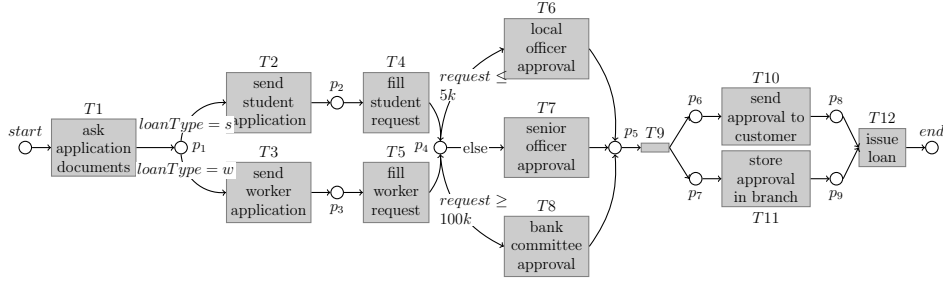 start
T1
ask
application
documents
loanType = s
p1
loanType = w
T2
send
student
application
T3
send
worker
application
p2
p3
T4
fill
student
request
T5
fill
worker
request
p4
request ≤
5k
else
request ≥
100k
T6
local
officer
approval
T7
senior
officer
approval
T8
bank
committee
approval
p5
T9
p6
p7
T10
send
approval to
customer
store
approval
in branch
T11
p8
p9
T12
issue
loan
end